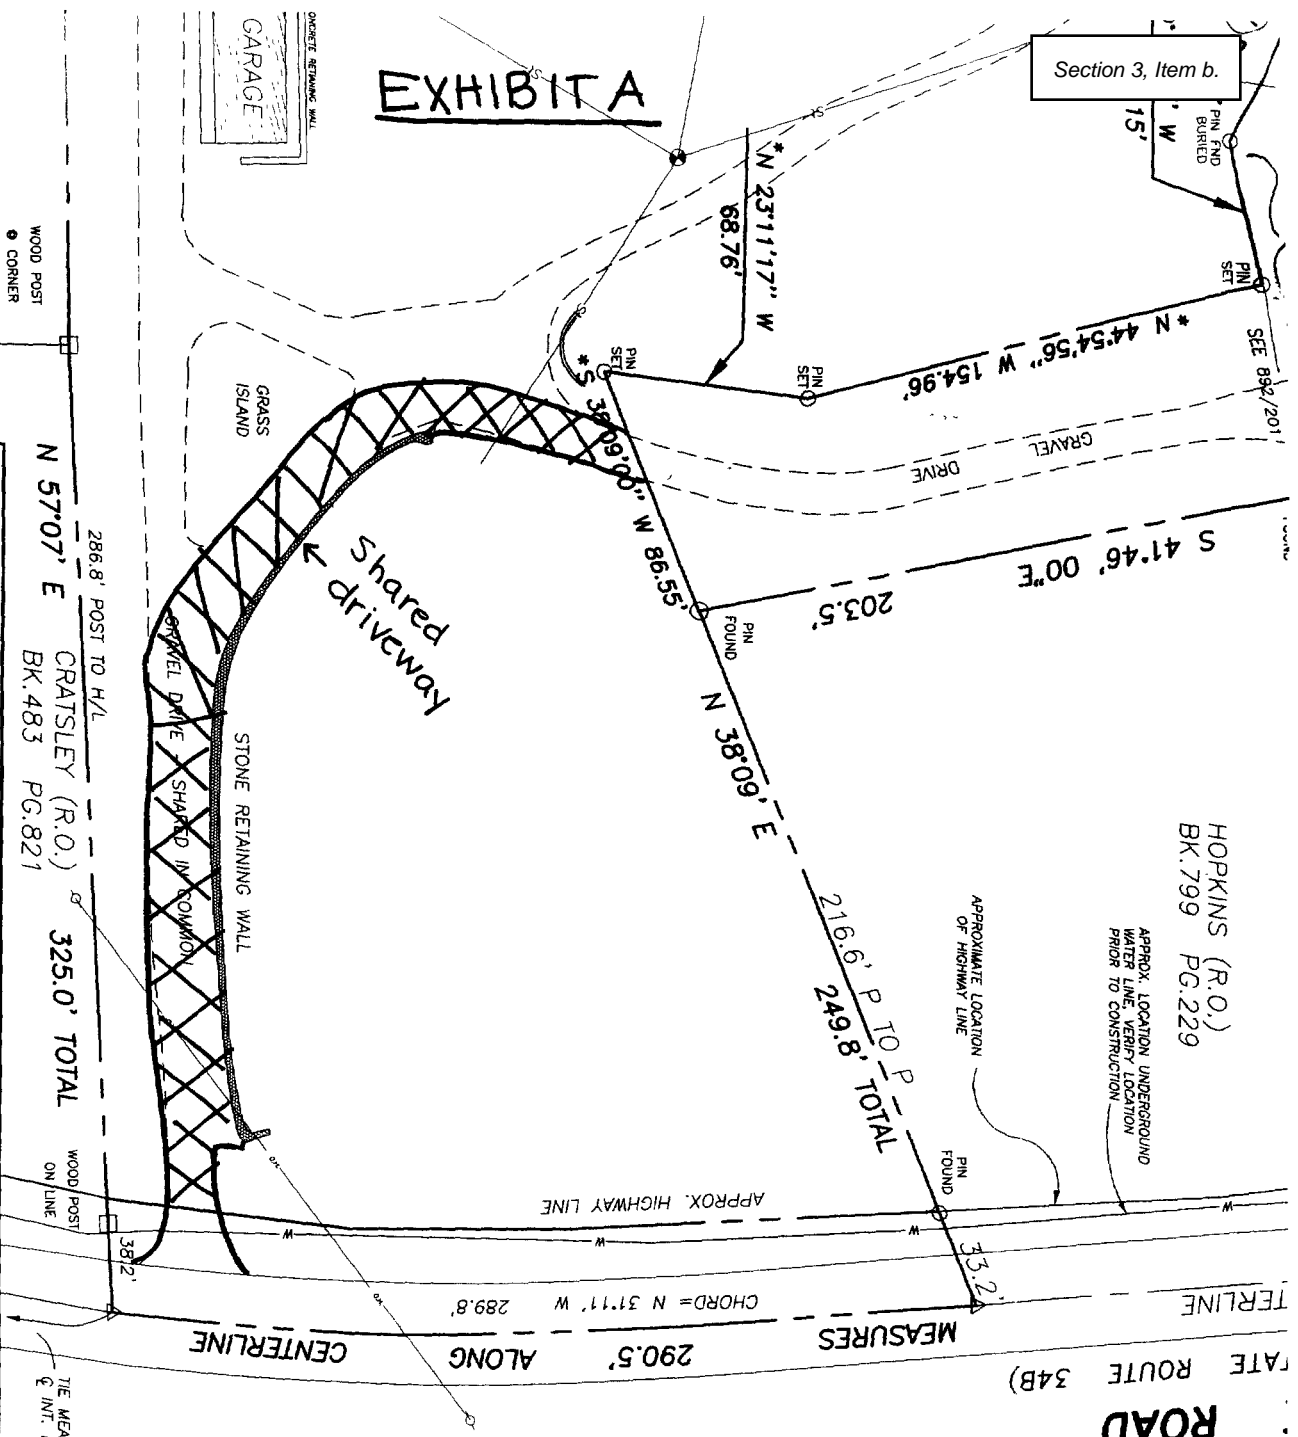 Section 3, Item b.
EXHIBIT A
CONCRETE RETAINING WALL
GARAGE
W
15'
PIN FND
BURIED
PIN
SET
SEE 892/201
*N 23°11'17" W
68.76'
*N 44°54'56" W 154.96'
PIN
SET
PIN
SET
*S 38°09'00" W 86.55'
GRAVEL
DRIVE
S 41°46' 00"E
203.5'
PIN
FOUND
WOOD POST
@ CORNER
GRASS
ISLAND
Shared
driveway
N 57°07' E
325.0' TOTAL
286.8' POST TO H/L
CRATSLEY (R.O.)
BK.483 PG.821
GRAVEL DRIVE - SHARED IN COMMON
STONE RETAINING WALL
N 38°09' E
216.6' P TO P
249.8' TOTAL
HOPKINS (R.O.)
BK.799 PG.229
APPROXIMATE LOCATION
OF HIGHWAY LINE
APPROX. LOCATION UNDERGROUND
WATER LINE, VERIFY LOCATION
PRIOR TO CONSTRUCTION
PIN
FOUND
WOOD POST
ON LINE
38.2'
33.2'
APPROX. HIGHWAY LINE
W
W
W
W
CHORD= N 31°11' W 289.8'
MEASURES 290.5' ALONG CENTERLINE
TERLINE
TATE ROUTE 34B)
ROAD
TIE MEA
℄ INT.